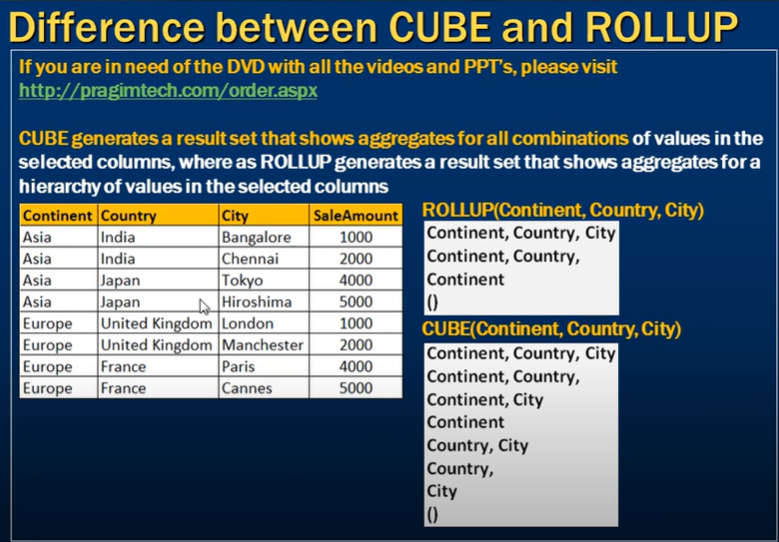 Difference between CUBE and ROLLUP
If you are in need of the DVD with all the videos and PPT's, please visit
http://pragimtech.com/order.aspx
CUBE generates a result set that shows aggregates for all combinations of values in the
selected columns, where as ROLLUP generates a result set that shows aggregates for a
hierarchy of values in the selected columns
Continent Country City SaleAmount
Asia India Bangalore 1000
Asia India Chennai 2000
Asia Japan Tokyo 4000
Asia Japan Hiroshima 5000
Europe United Kingdom London 1000
Europe United Kingdom Manchester 2000
Europe France Paris 4000
Europe France Cannes 5000
ROLLUP(Continent, Country, City)
Continent, Country, City
Continent, Country,
Continent
()
CUBE(Continent, Country, City)
Continent, Country, City
Continent, Country,
Continent, City
Continent
Country, City
Country,
City
()